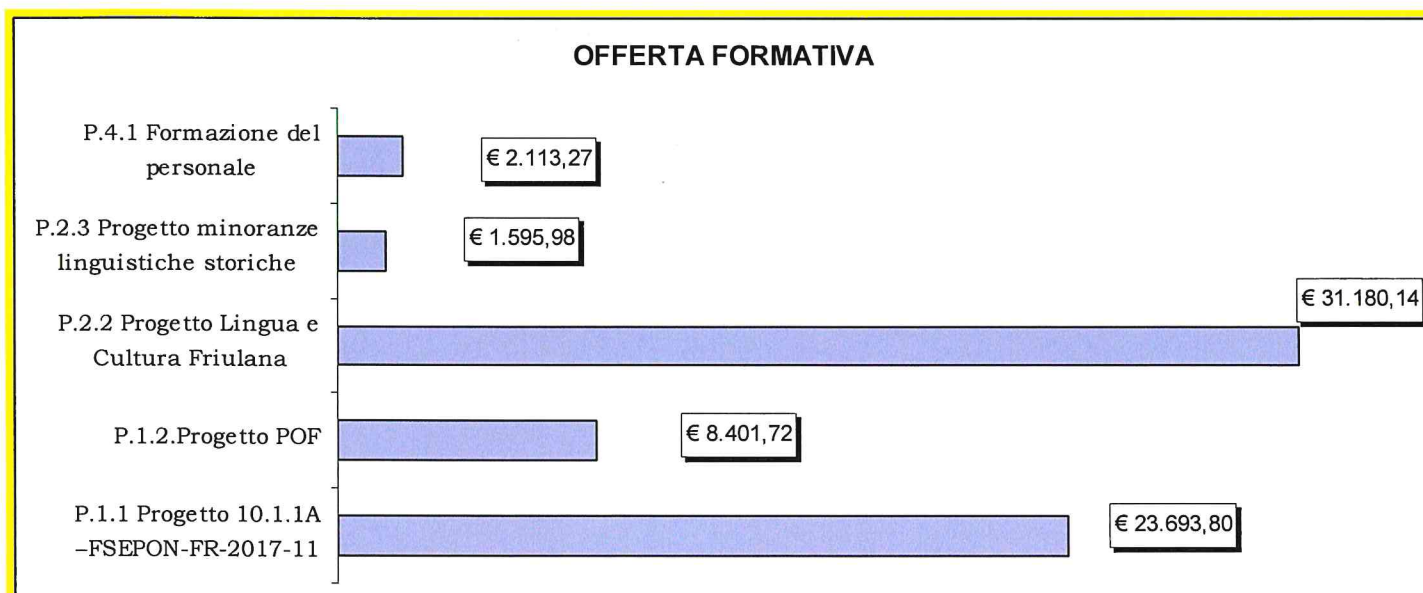 OFFERTA FORMATIVA
P.4.1 Formazione del
personale
€ 2.113,27
P.2.3 Progetto minoranze
linguistiche storiche
€ 1.595,98
P.2.2 Progetto Lingua e
Cultura Friulana
€ 31.180,14
P.1.2.Progetto POF
€ 8.401,72
P.1.1 Progetto 10.1.1A
–FSEPON-FR-2017-11
€ 23.693,80